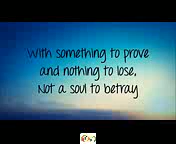 With something to prove
and nothing to lose,
Not a soul to betray